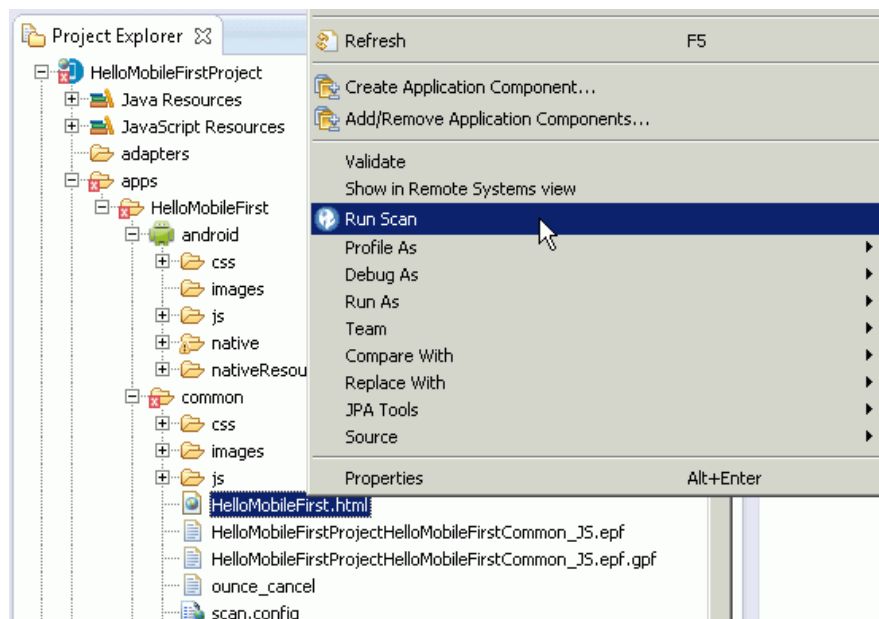 Project Explorer
HelloMobileFirstProject
Java Resources
JavaScript Resources
adapters
apps
HelloMobileFirst
android
css
images
js
native
nativeResou
common
css
images
js
HelloMobileFirst.html
HelloMobileFirstProjectHelloMobileFirstCommon_JS.epf
HelloMobileFirstProjectHelloMobileFirstCommon_JS.epf.gpf
ounce_cancel
scan.config
Refresh F5
Create Application Component...
Add/Remove Application Components...
Validate
Show in Remote Systems view
Run Scan
Profile As
Debug As
Run As
Team
Compare With
Replace With
JPA Tools
Source
Properties Alt+Enter